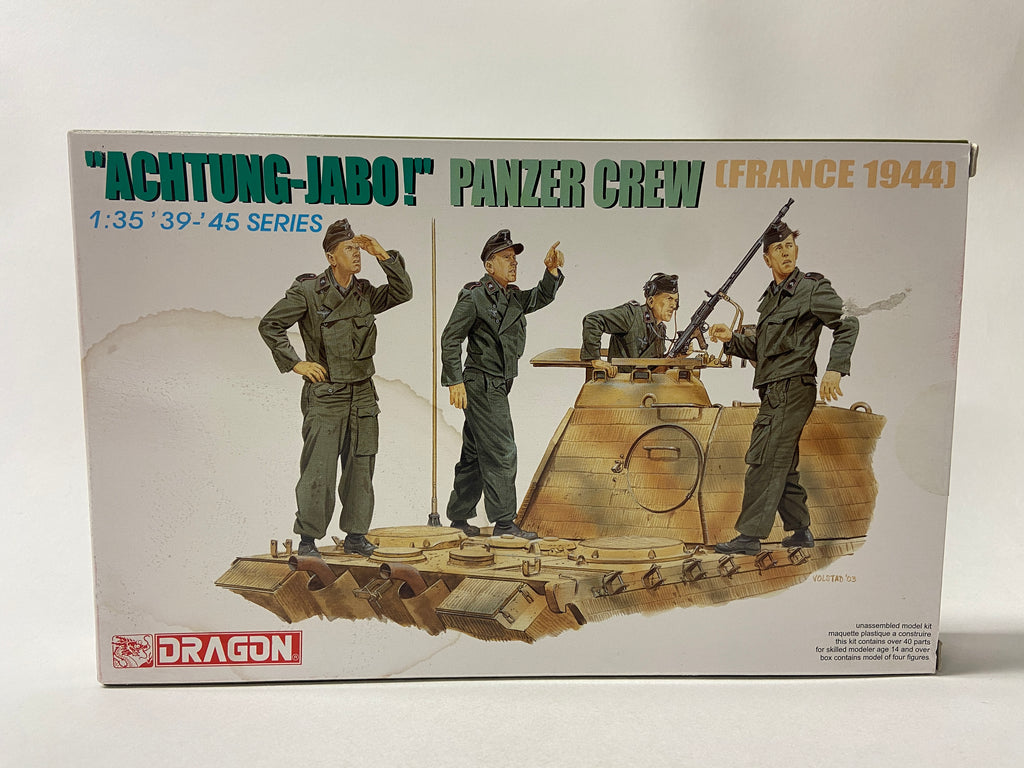 "ACHTUNG-JABO!" PANZER CREW (FRANCE 1944)
1:35 '39-'45 SERIES
VOLSTAD '03
DRAGON®
unassembled model kit
maquette plastique a construire
this kit contains over 40 parts
for skilled modeler age 14 and over
box contains model of four figures.